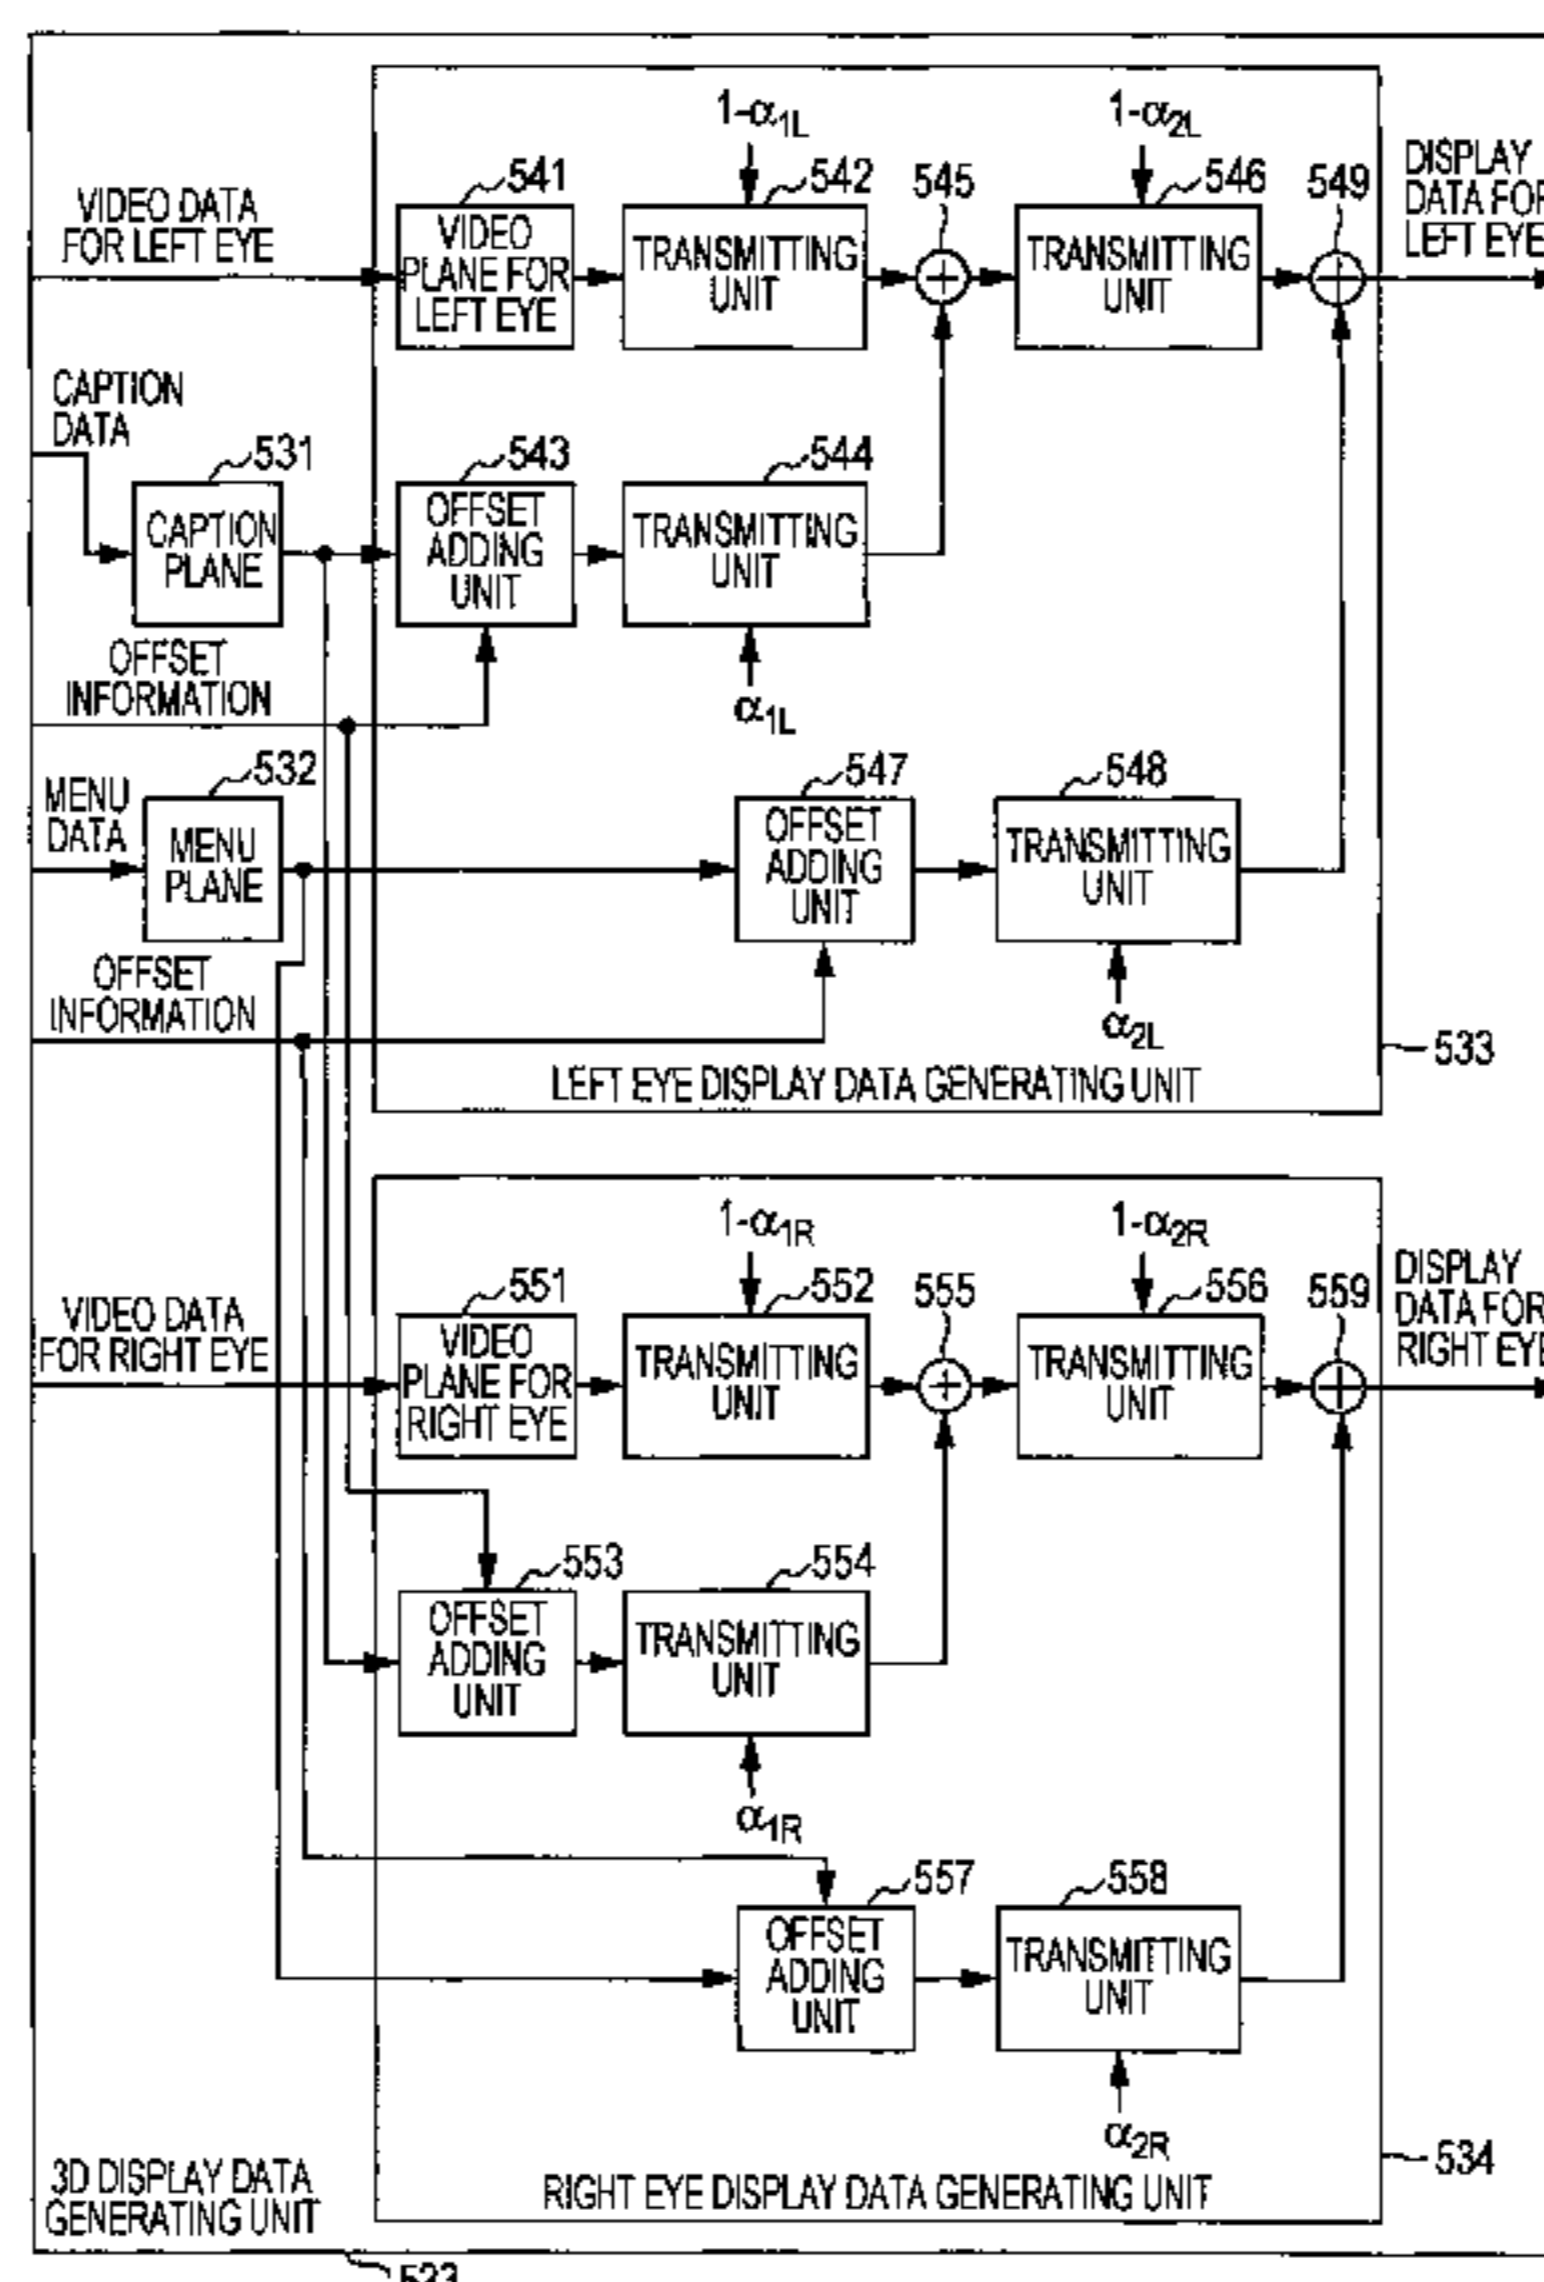 1-α1L
1-α2L
541
542
545
546
549
DISPLAY
DATA FOR
LEFT EYE
VIDEO DATA
FOR LEFT EYE
VIDEO
PLANE FOR
LEFT EYE
TRANSMITTING
UNIT
+
TRANSMITTING
UNIT
+
CAPTION
DATA
531
543
544
CAPTION
PLANE
OFFSET
ADDING
UNIT
TRANSMITTING
UNIT
OFFSET
INFORMATION
α1L
532
547
548
MENU
DATA
MENU
PLANE
OFFSET
ADDING
UNIT
TRANSMITTING
UNIT
OFFSET
INFORMATION
α2L
533
LEFT EYE DISPLAY DATA GENERATING UNIT
1-α1R
1-α2R
551
552
555
556
559
DISPLAY
DATA FOR
RIGHT EYE
VIDEO DATA
FOR RIGHT EYE
VIDEO
PLANE FOR
RIGHT EYE
TRANSMITTING
UNIT
+
TRANSMITTING
UNIT
+
553
554
OFFSET
ADDING
UNIT
TRANSMITTING
UNIT
α1R
557
558
OFFSET
ADDING
UNIT
TRANSMITTING
UNIT
α2R
534
3D DISPLAY DATA
GENERATING UNIT
RIGHT EYE DISPLAY DATA GENERATING UNIT